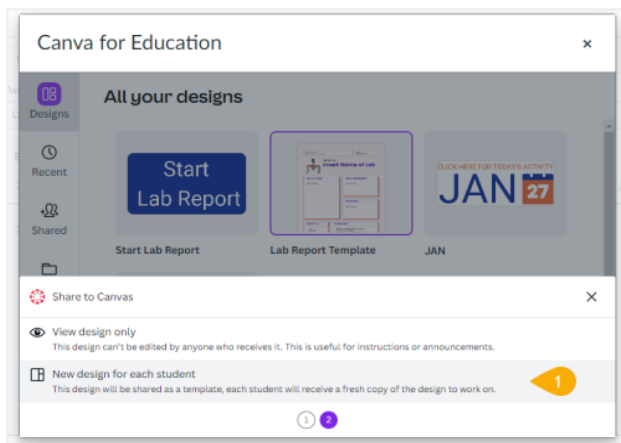 Canva for Education
×
Designs
All your designs
Recent
Shared
Start
Lab Report
Insert Name of Lab
CLICK HERE FOR TODAY'S ACTIVITY
JAN 27
Start Lab Report
Lab Report Template
JAN
Share to Canvas
×
View design only
This design can't be edited by anyone who receives it. This is useful for instructions or announcements.
New design for each student
This design will be shared as a template, each student will receive a fresh copy of the design to work on.
1
1 2